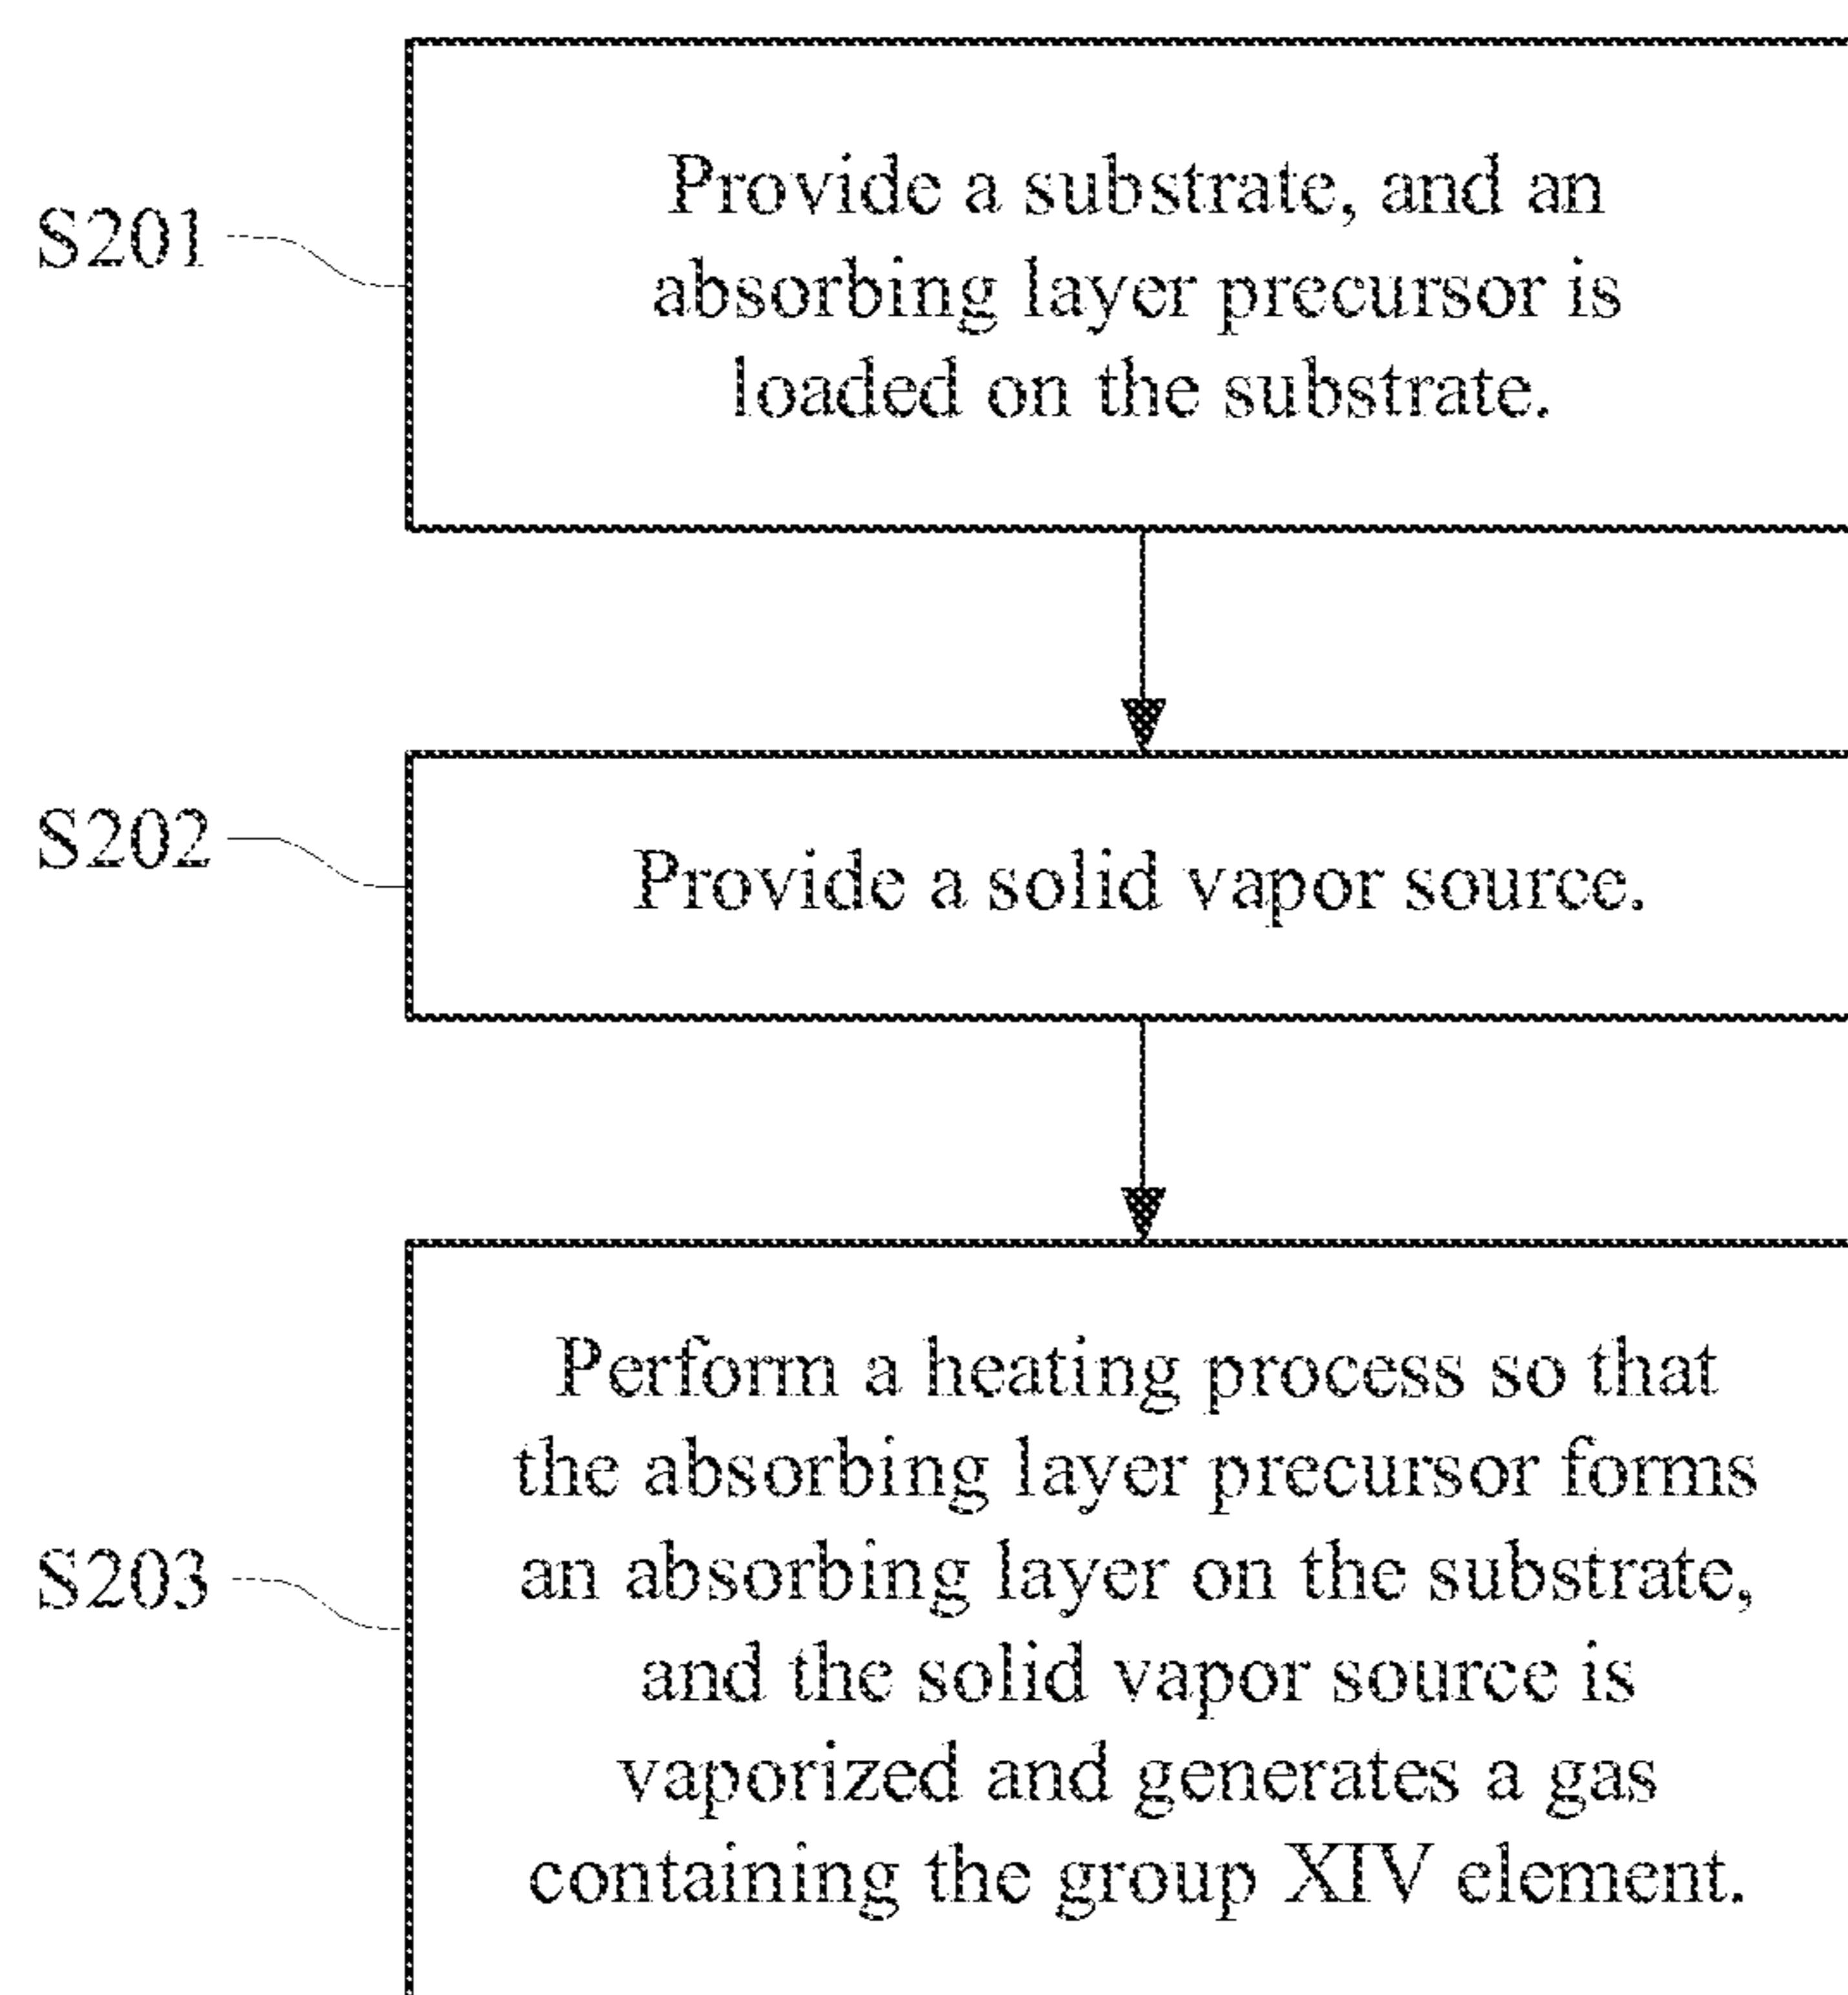 S201
Provide a substrate, and an
absorbing layer precursor is
loaded on the substrate.
S202
Provide a solid vapor source.
S203
Perform a heating process so that
the absorbing layer precursor forms
an absorbing layer on the substrate,
and the solid vapor source is
vaporized and generates a gas
containing the group XIV element.